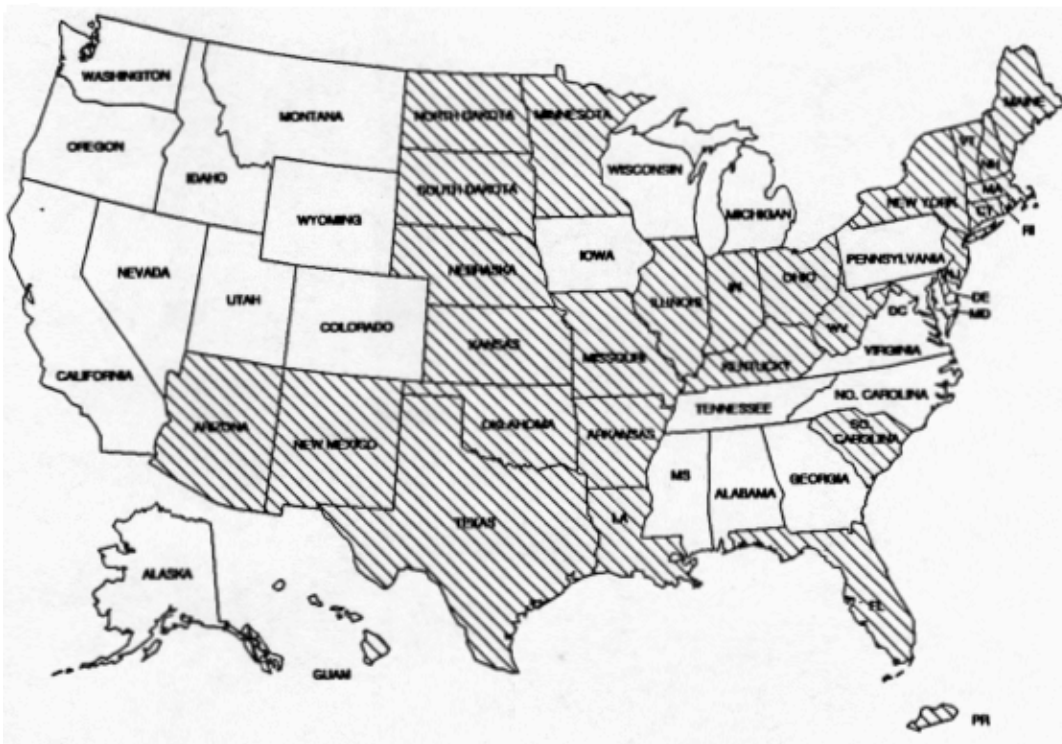 WASHINGTON
MONTANA
NORTH DAKOTA
MINNESOTA
MAINE
VT
NH
OREGON
IDAHO
WISCONSIN
SOUTH DAKOTA
MA
NEW YORK
CT
RI
WYOMING
MICHIGAN
IOWA
PENNSYLVANIA
NEBRASKA
NEVADA
UTAH
OHIO
NJ
IN
ILLINOIS
DE
MD
DC
COLORADO
WV
KANSAS
VIRGINIA
MISSOURI
KENTUCKY
CALIFORNIA
NO. CAROLINA
TENNESSEE
SO.
CAROLINA
ARIZONA
OKLAHOMA
ARKANSAS
NEW MEXICO
MS
GEORGIA
ALABAMA
LA
TEXAS
ALASKA
FL
GUAM
PR